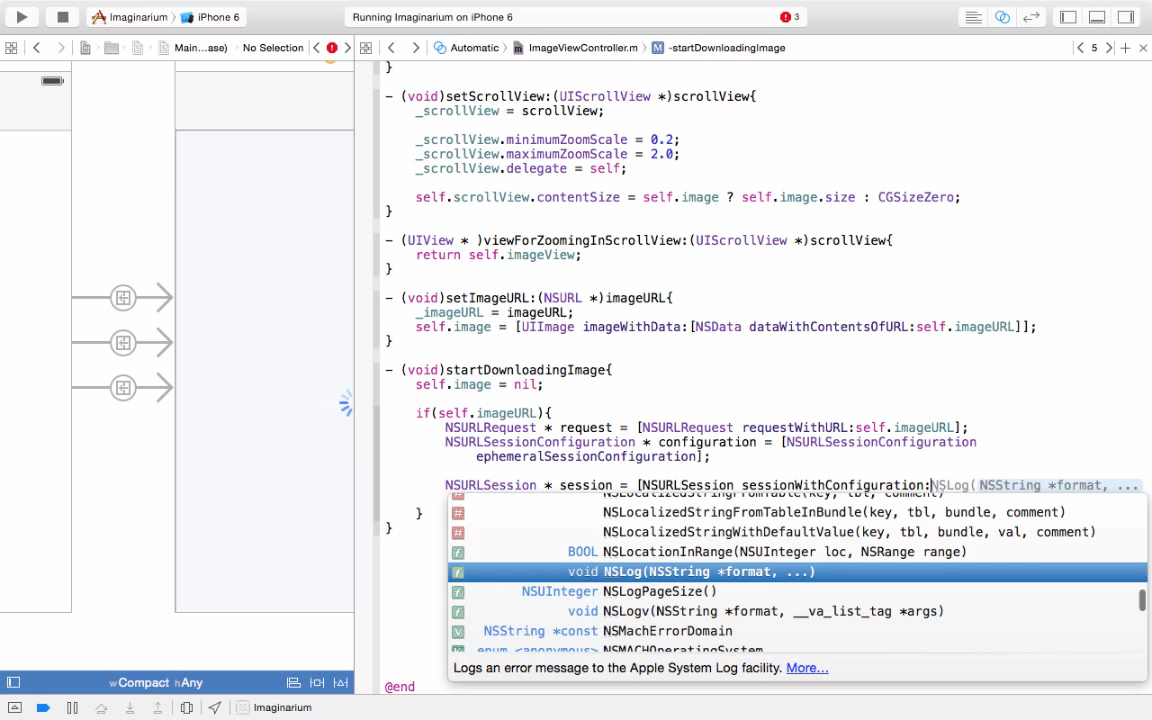 Imaginarium
iPhone 6
Running Imaginarium on iPhone 6
3
Main....ase)
No Selection
Automatic
ImageViewController.m
M
-startDownloadingImage
5
}
- (void)setScrollView:(UIScrollView *)scrollView{
_scrollView = scrollView;
_scrollView.minimumZoomScale = 0.2;
_scrollView.maximumZoomScale = 2.0;
_scrollView.delegate = self;
self.scrollView.contentSize = self.image ? self.image.size : CGSizeZero;
}
- (UIView * )viewForZoomingInScrollView:(UIScrollView *)scrollView{
return self.imageView;
}
- (void)setImageURL:(NSURL *)imageURL{
_imageURL = imageURL;
self.image = [UIImage imageWithData:[NSData dataWithContentsOfURL:self.imageURL]];
}
- (void)startDownloadingImage{
self.image = nil;
if(self.imageURL){
NSURLRequest * request = [NSURLRequest requestWithURL:self.imageURL];
NSURLSessionConfiguration * configuration = [NSURLSessionConfiguration
ephemeralSessionConfiguration];
NSURLSession * session = [NSURLSession sessionWithConfiguration:NSLog(NSString *format, ...
# NSLocalizedStringFromTable(key, tbl, comment)
# NSLocalizedStringFromTableInBundle(key, tbl, bundle, comment)
# NSLocalizedStringWithDefaultValue(key, tbl, bundle, val, comment)
f BOOL NSLocationInRange(NSUInteger loc, NSRange range)
f void NSLog(NSString *format, ...)
f NSUInteger NSLogPageSize()
f void NSLogv(NSString *format, __va_list_tag *args)
V NSString *const NSMachErrorDomain
K enum <anonymous> NSMACHOperatingSystem
Logs an error message to the Apple System Log facility. More...
}
}
@end
wCompact hAny
Imaginarium